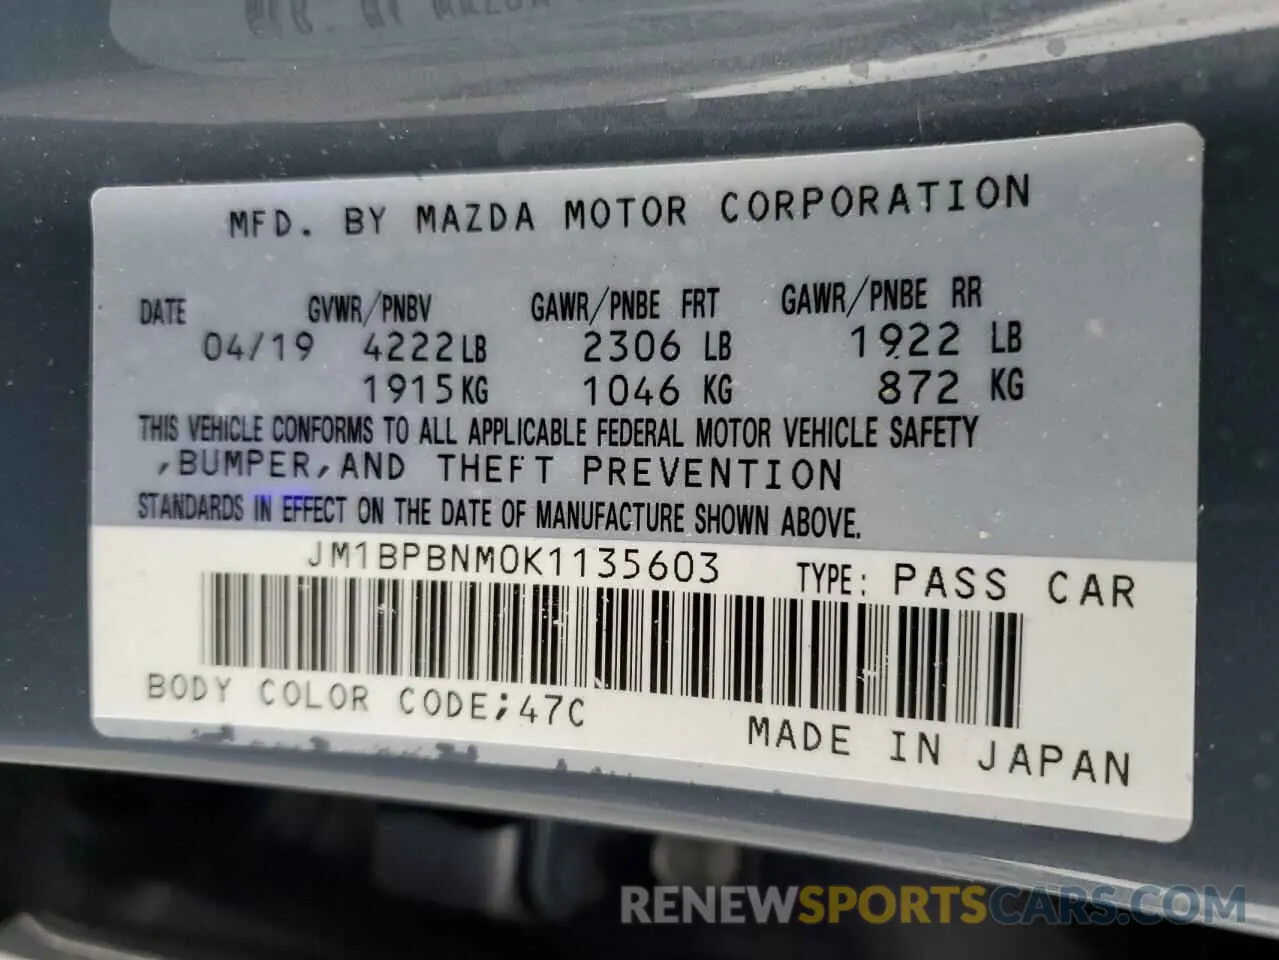 MFD. BY MAZDA MOTOR CORPORATION
DATE GVWR/PNBV GAWR/PNBE FRT GAWR/PNBE RR
04/19 4222LB 2306 LB 1922 LB
1915KG 1046 KG 872 KG
THIS VEHICLE CONFORMS TO ALL APPLICABLE FEDERAL MOTOR VEHICLE SAFETY
,BUMPER,AND THEFT PREVENTION
STANDARDS IN EFFECT ON THE DATE OF MANUFACTURE SHOWN ABOVE.
JM1BPBNM0K1135603 TYPE: PASS CAR
BODY COLOR CODE;47C
MADE IN JAPAN
RENEWSPORTSCARS.COM